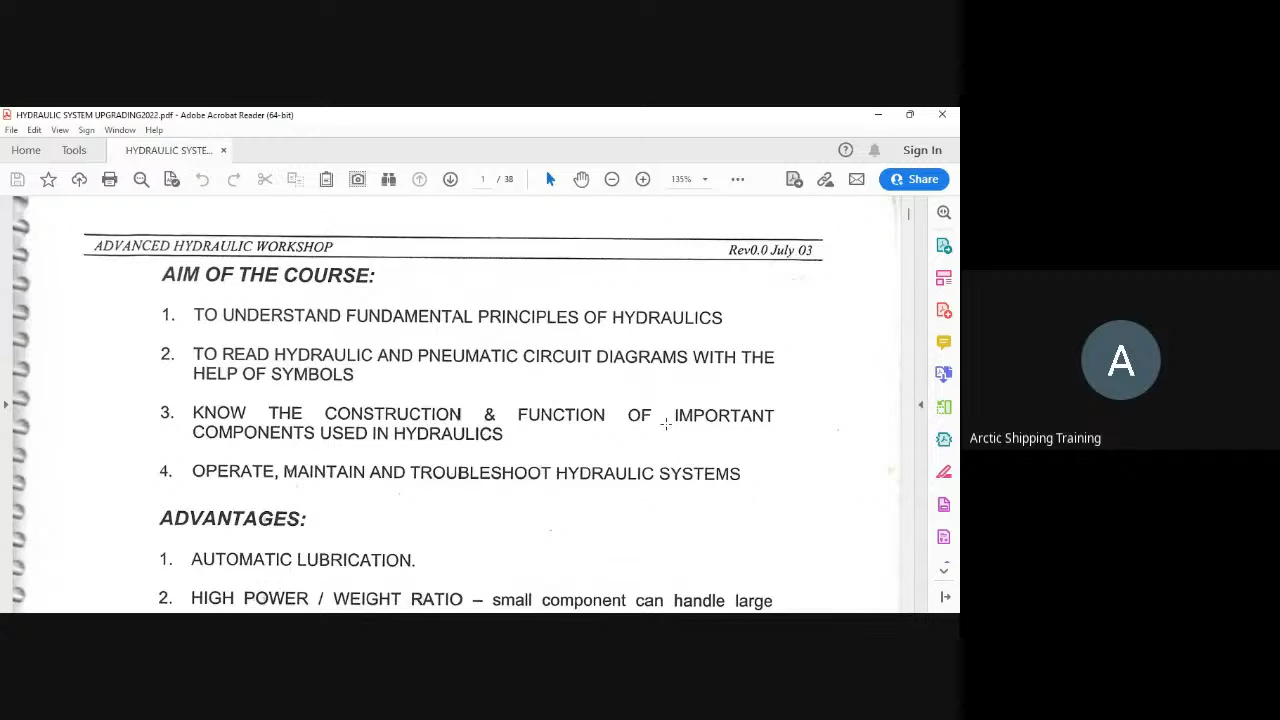 HYDRAULIC SYSTEM UPGRADING2022.pdf - Adobe Acrobat Reader (64-bit)
File Edit View Sign Window Help
Home Tools HYDRAULIC SYSTE... × Sign In
1 / 38 135% Share
ADVANCED HYDRAULIC WORKSHOP Rev0.0 July 03
AIM OF THE COURSE:
1. TO UNDERSTAND FUNDAMENTAL PRINCIPLES OF HYDRAULICS
2. TO READ HYDRAULIC AND PNEUMATIC CIRCUIT DIAGRAMS WITH THE
HELP OF SYMBOLS
3. KNOW THE CONSTRUCTION & FUNCTION OF IMPORTANT
COMPONENTS USED IN HYDRAULICS
4. OPERATE, MAINTAIN AND TROUBLESHOOT HYDRAULIC SYSTEMS
ADVANTAGES:
1. AUTOMATIC LUBRICATION.
2. HIGH POWER / WEIGHT RATIO – small component can handle large
A
Arctic Shipping Training